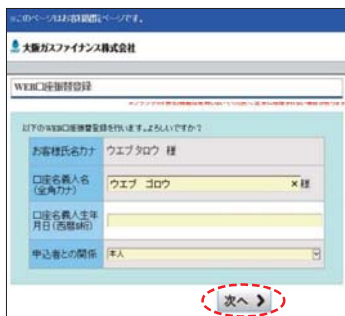 ※このページはお客様閲覧ページです。
大阪ガスファイナンス株式会社
WEB口座振替登録
以下のWEB口座振替登録を行います。よろしいですか？
お客様氏名カナ ウエブタロウ 様
口座名義人名
(全角カナ) ウエブ ゴロウ ×様
口座名義人生年
月日(西暦8桁)
申込者との関係 本人
次へ ❯